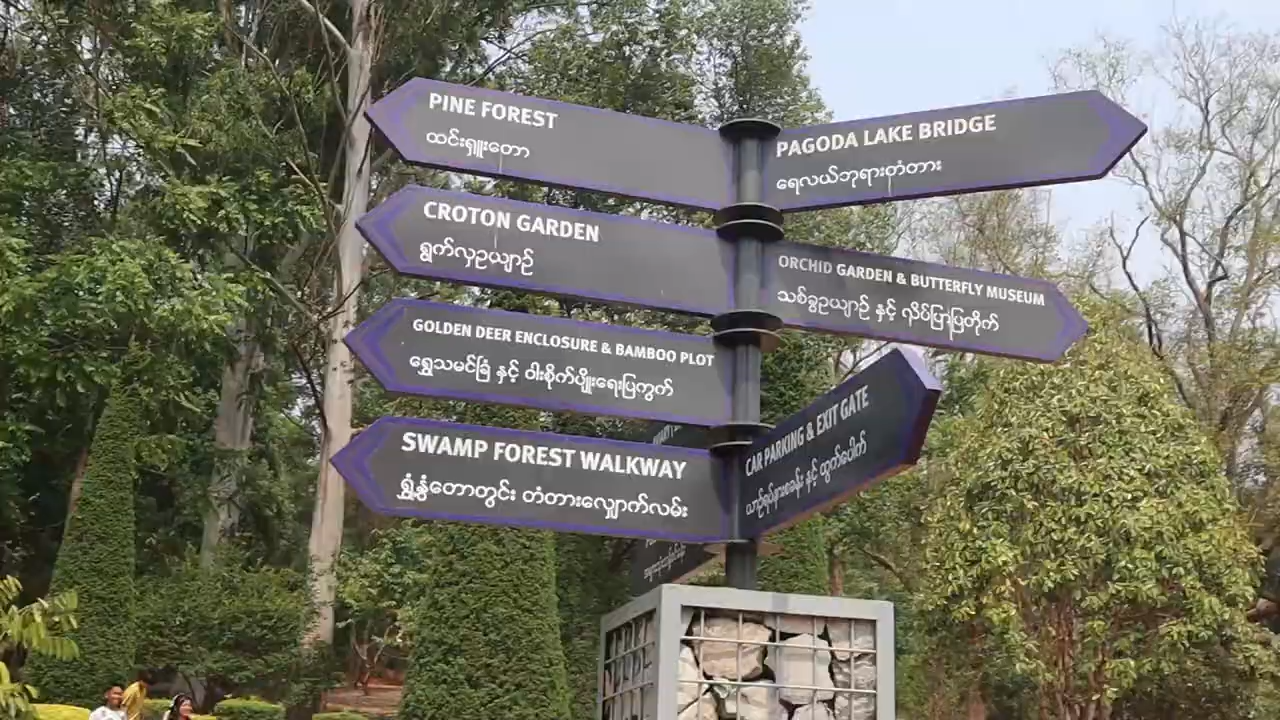 PINE FOREST
ထင်းရှူးတော
PAGODA LAKE BRIDGE
ရေလယ်ဘုရားတံတား
CROTON GARDEN
ရွက်လှဥယျာဉ်
ORCHID GARDEN & BUTTERFLY MUSEUM
သစ်ခွဥယျာဉ် နှင့် လိပ်ပြာပြတိုက်
GOLDEN DEER ENCLOSURE & BAMBOO PLOT
ရွှေသမင်ခြံ နှင့် ဝါးစိုက်ပျိုးရေးပြကွက်
CAR PARKING & EXIT GATE
ယာဉ်ရပ်နားစခန်း နှင့် ထွက်ပေါက်
SWAMP FOREST WALKWAY
ရွှံ့နွံတောတွင်း တံတားလျှောက်လမ်း